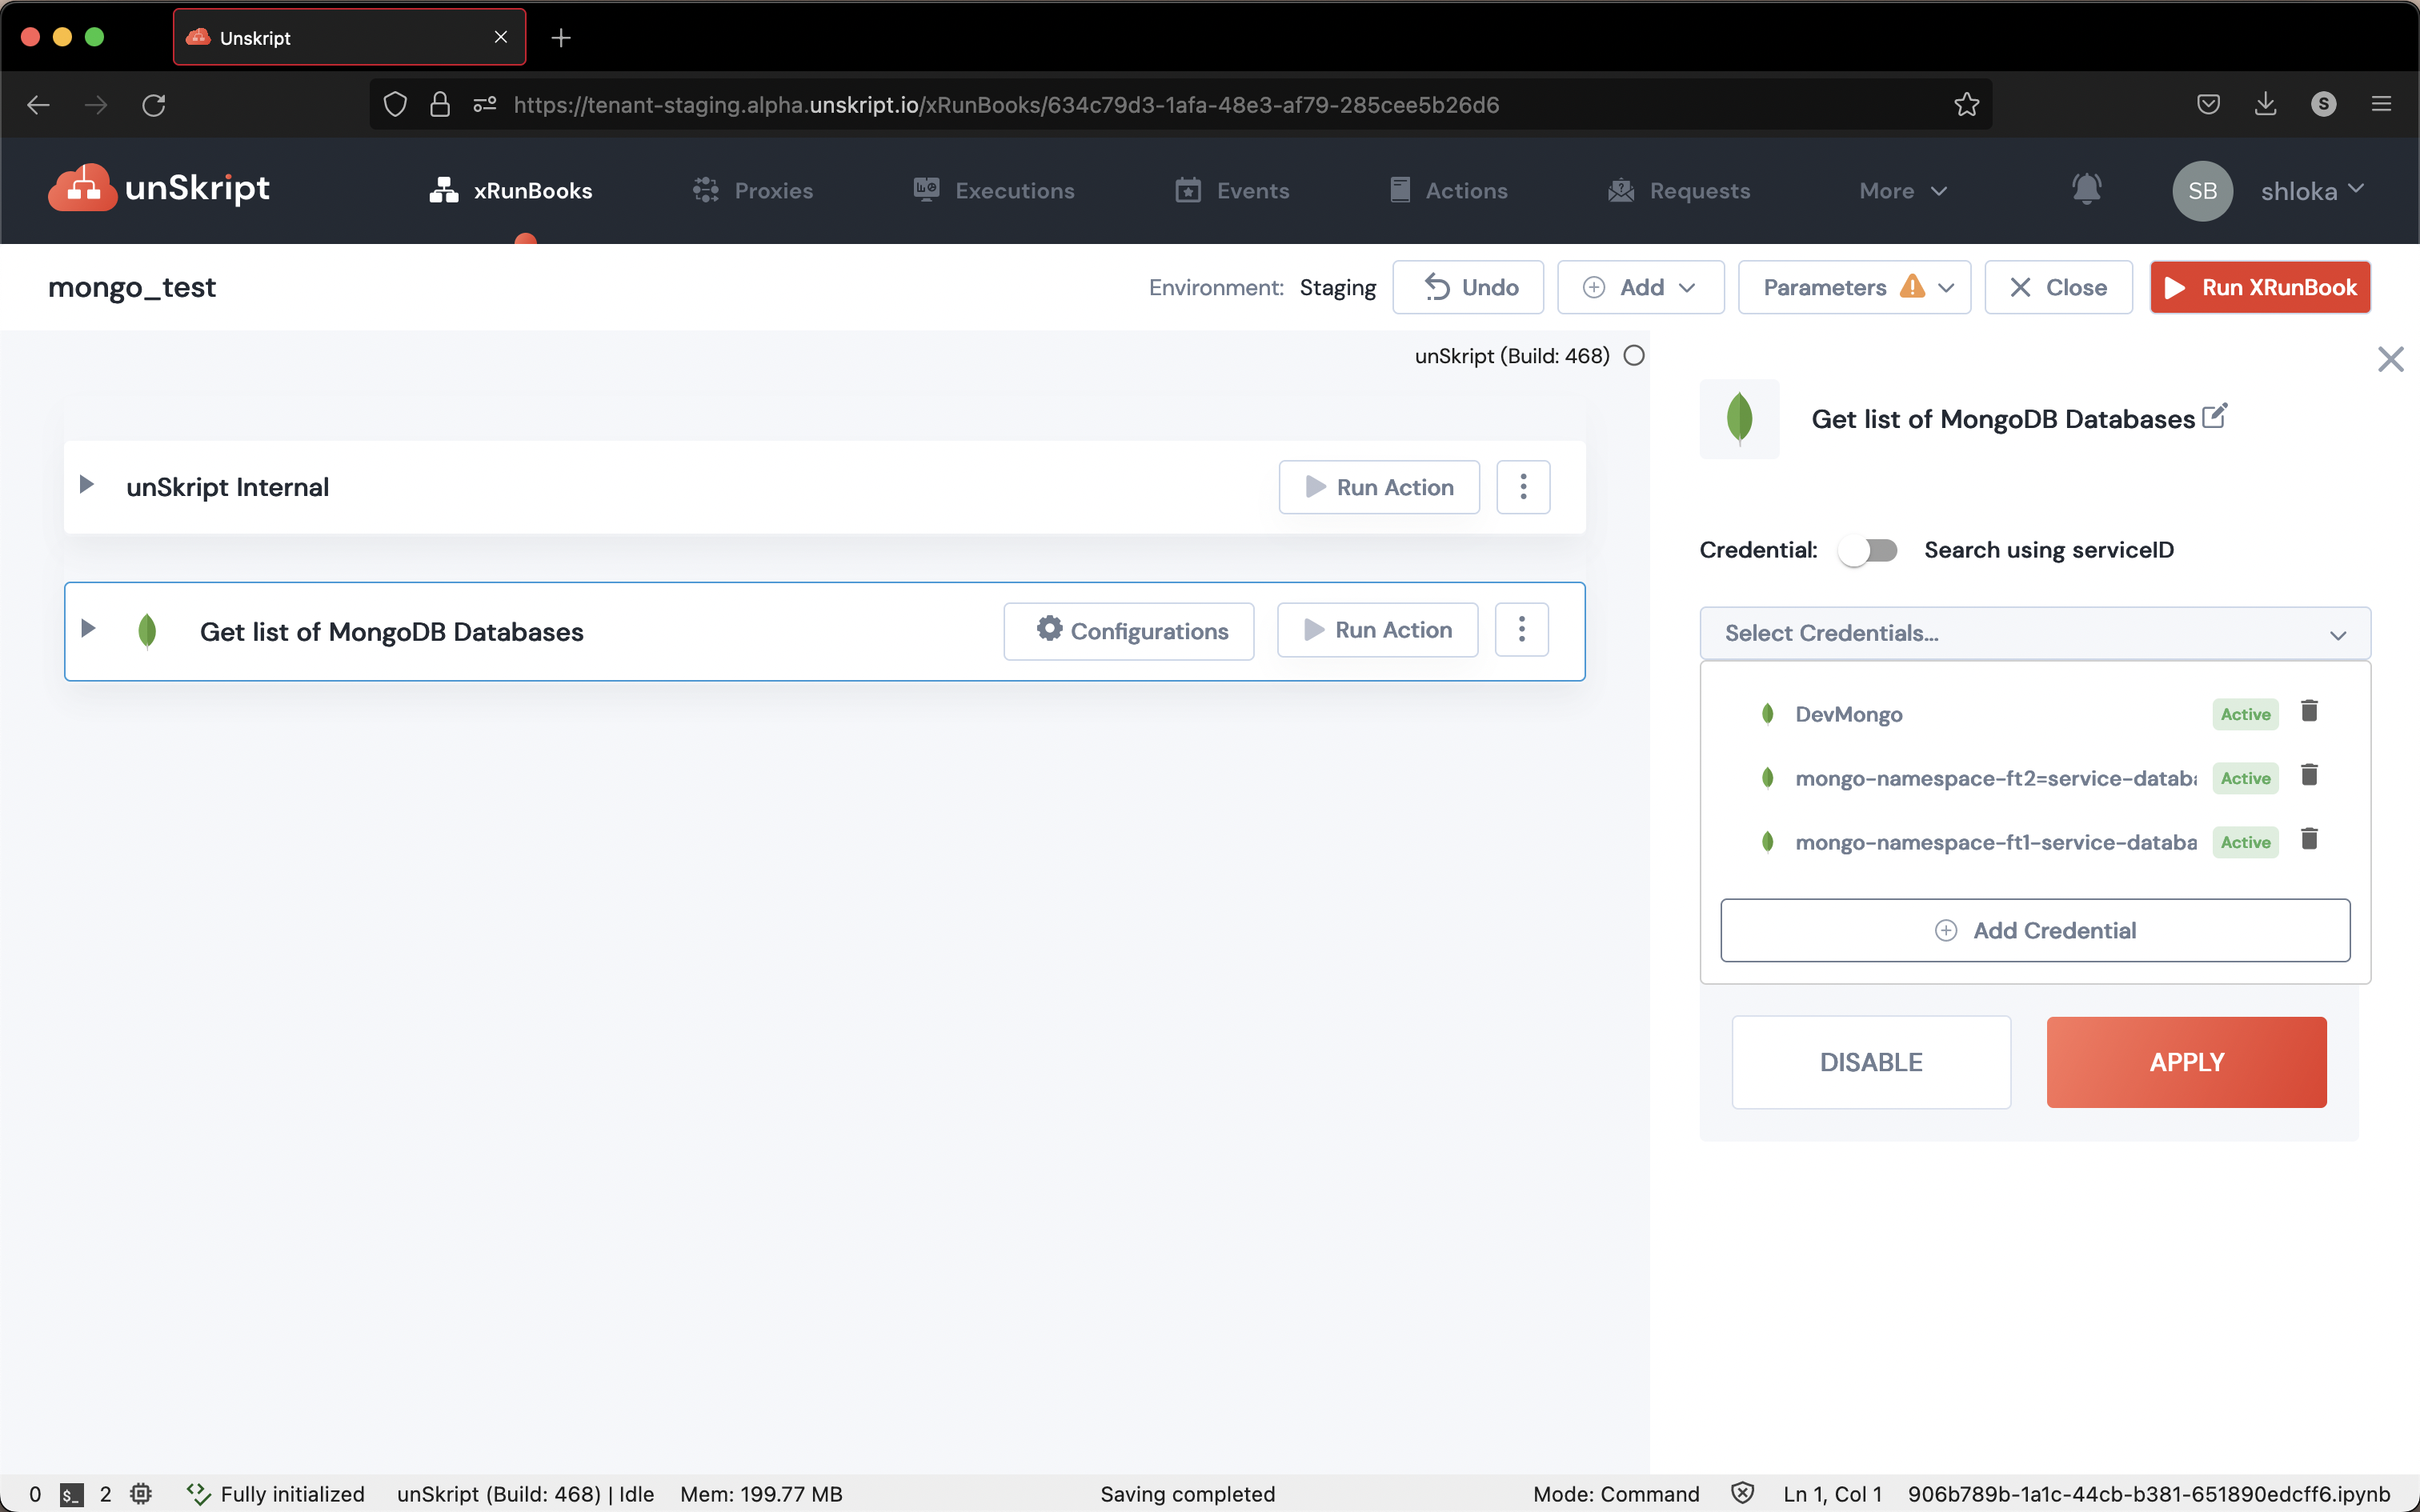 Unskript
https://tenant-staging.alpha.unskript.io/xRunBooks/634c79d3-1afa-48e3-af79-285cee5b26d6
S
unSkript
xRunBooks
Proxies
Executions
Events
Actions
Requests
More
SB
shloka
mongo_test
Environment: Staging
Undo
Add
Parameters
Close
Run XRunBook
unSkript (Build: 468)
Get list of MongoDB Databases
unSkript Internal
Run Action
Credential:
Search using serviceID
Get list of MongoDB Databases
Configurations
Run Action
Select Credentials...
DevMongo
Active
mongo-namespace-ft2=service-databa
Active
mongo-namespace-ft1-service-databa
Active
Add Credential
DISABLE
APPLY
0 $_ 2 Fully initialized unSkript (Build: 468) | Idle Mem: 199.77 MB Saving completed Mode: Command Ln 1, Col 1 906b789b-1a1c-44cb-b381-651890edcff6.ipynb